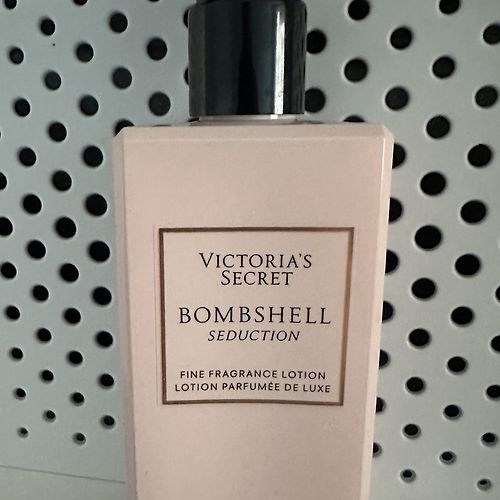 VICTORIA'S
SECRET
BOMBSHELL
SEDUCTION
FINE FRAGRANCE LOTION
LOTION PARFUMÉE DE LUXE